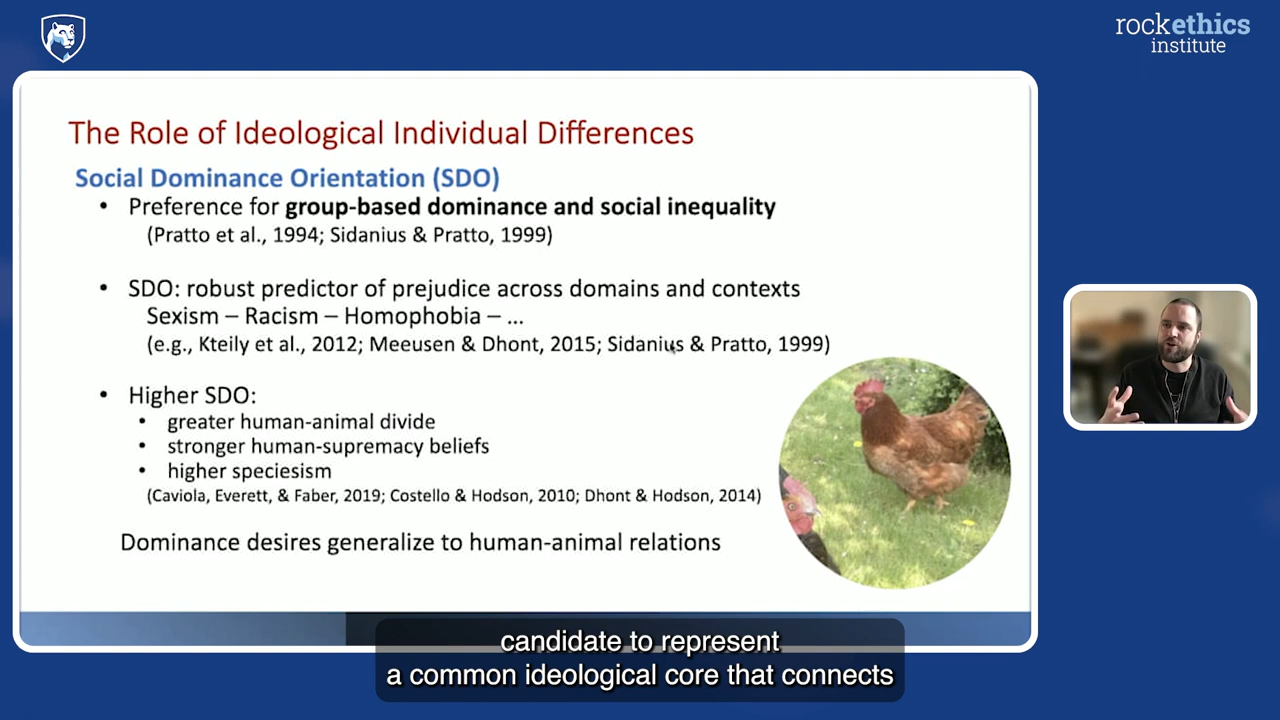 rockethics
institute
The Role of Ideological Individual Differences
Social Dominance Orientation (SDO)
• Preference for group-based dominance and social inequality
(Pratto et al., 1994; Sidanius & Pratto, 1999)
• SDO: robust predictor of prejudice across domains and contexts
Sexism – Racism – Homophobia – ...
(e.g., Kteily et al., 2012; Meeusen & Dhont, 2015; Sidanius & Pratto, 1999)
• Higher SDO:
• greater human-animal divide
• stronger human-supremacy beliefs
• higher speciesism
(Caviola, Everett, & Faber, 2019; Costello & Hodson, 2010; Dhont & Hodson, 2014)
Dominance desires generalize to human-animal relations
candidate to represent
a common ideological core that connects